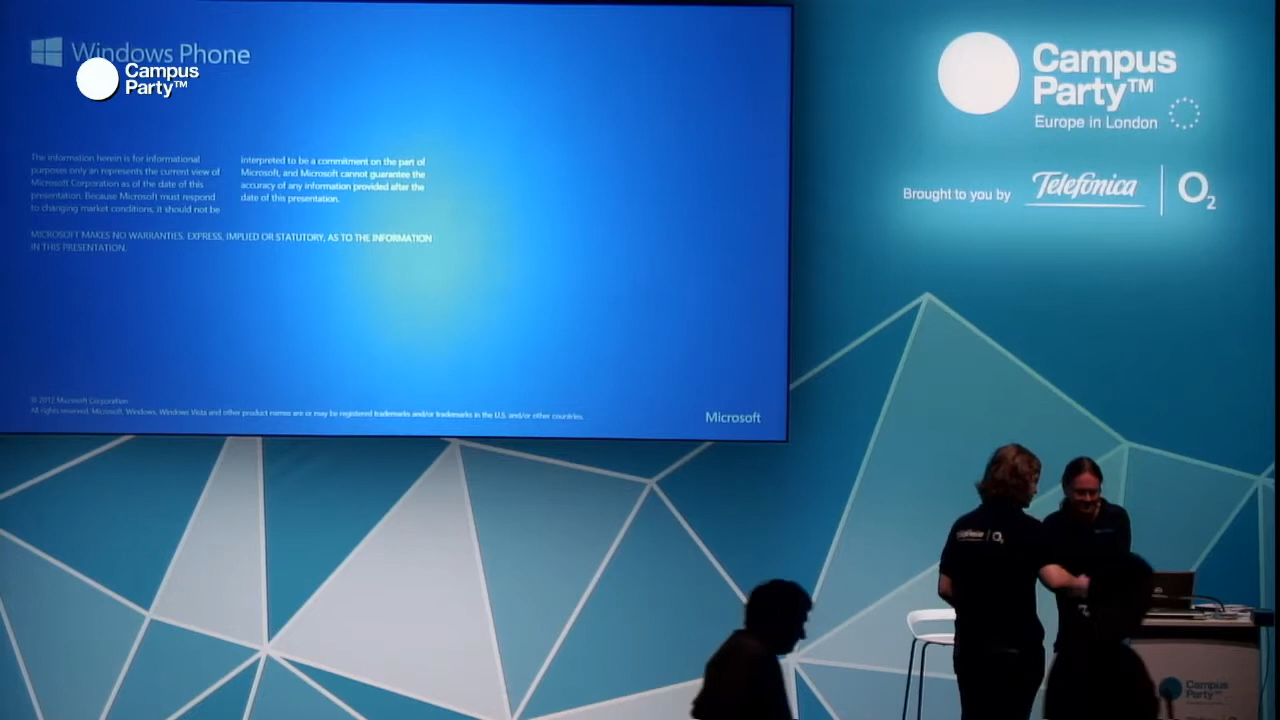 Windows Phone
Campus
Party™
The information herein is for informational
purposes only an represents the current view of
Microsoft Corporation as of the date of this
presentation. Because Microsoft must respond
to changing market conditions, it should not be
interpreted to be a commitment on the part of
Microsoft, and Microsoft cannot guarantee the
accuracy of any information provided after the
date of this presentation.
MICROSOFT MAKES NO WARRANTIES, EXPRESS, IMPLIED OR STATUTORY, AS TO THE INFORMATION
IN THIS PRESENTATION.
© 2012 Microsoft Corporation
All rights reserved. Microsoft, Windows, Windows Vista and other product names are or may be registered trademarks and/or trademarks in the U.S. and/or other countries.
Microsoft
Campus
Party™
Europe in London
Brought to you by
Telefónica
O2
Telefónica O2
Campus
Party™